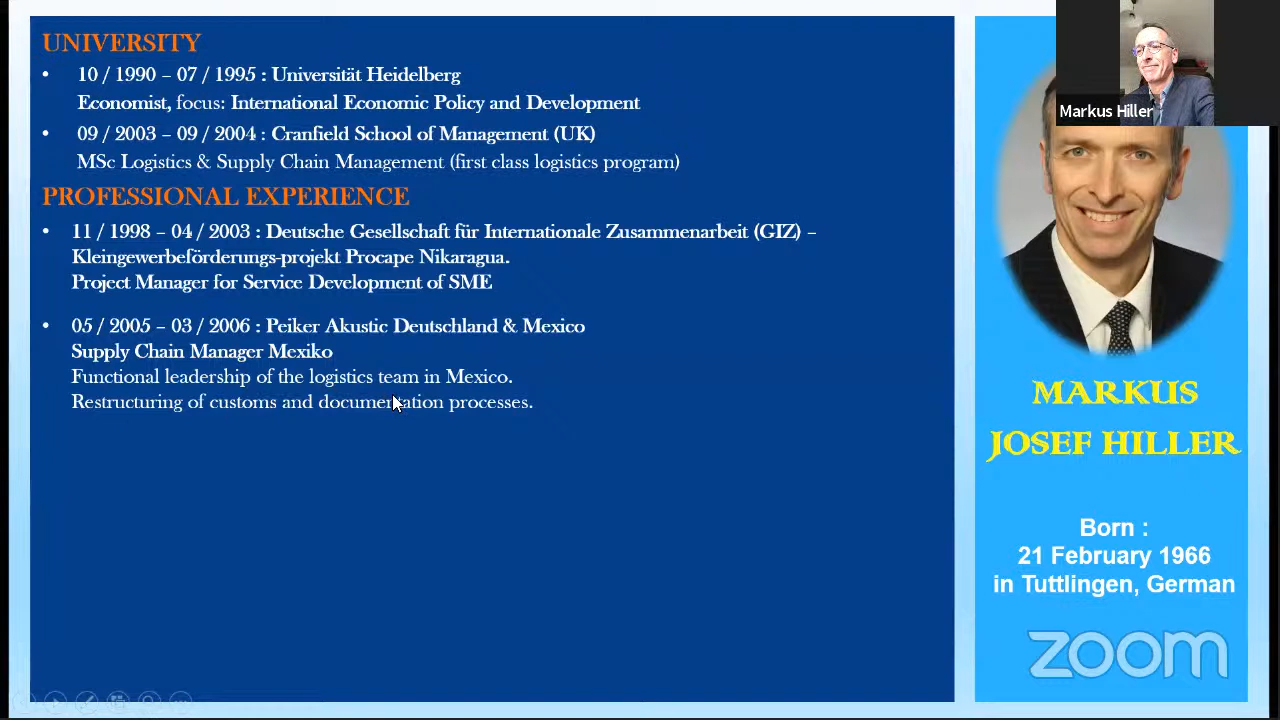 UNIVERSITY
• 10 / 1990 – 07 / 1995 : Universität Heidelberg
Economist, focus: International Economic Policy and Development
• 09 / 2003 – 09 / 2004 : Cranfield School of Management (UK)
MSc Logistics & Supply Chain Management (first class logistics program)
PROFESSIONAL EXPERIENCE
• 11 / 1998 – 04 / 2003 : Deutsche Gesellschaft für Internationale Zusammenarbeit (GIZ) –
Kleingewerbeförderungs-projekt Procape Nikaragua.
Project Manager for Service Development of SME
• 05 / 2005 – 03 / 2006 : Peiker Akustic Deutschland & Mexico
Supply Chain Manager Mexiko
Functional leadership of the logistics team in Mexico.
Restructuring of customs and documentation processes.
Markus Hiller
MARKUS
JOSEF HILLER
Born :
21 February 1966
in Tuttlingen, German
zoom